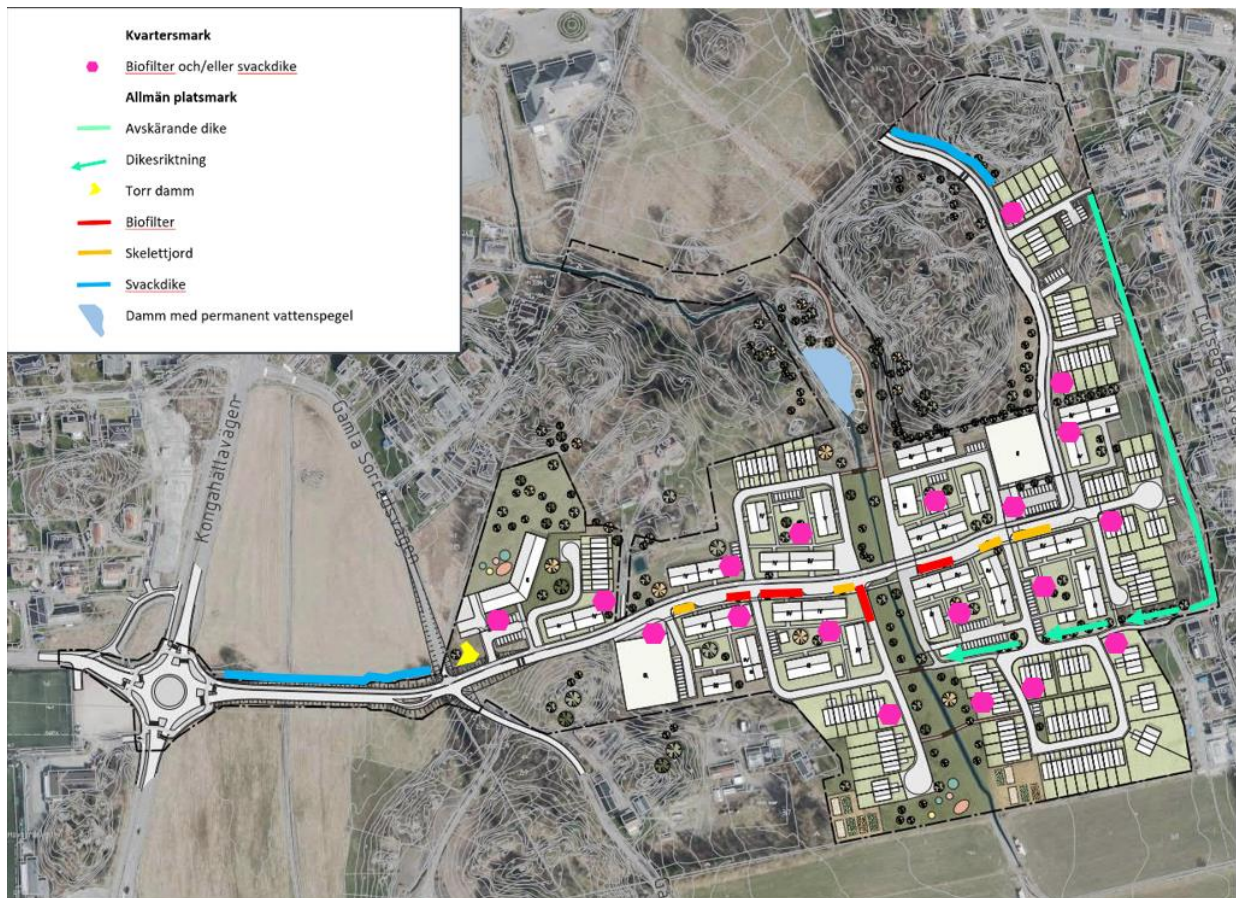 Kvartersmark
Biofilter och/eller svackdike
Allmän platsmark
Avskärande dike
Dikesriktning
Torr damm
Biofilter
Skelettjord
Svackdike
Damm med permanent vattenspegel
Kongahällavägen
Gamla Sörredsvägen